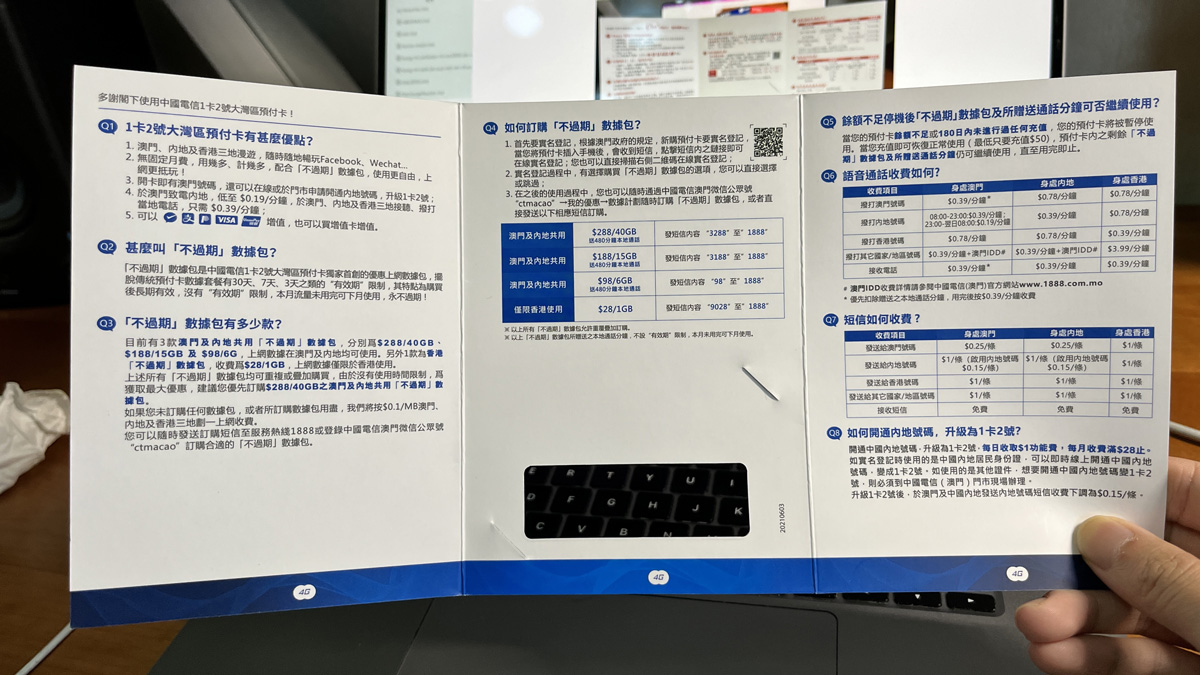 多謝閣下使用中國電信1卡2號大灣區預付卡！
Q1 1卡2號大灣區預付卡有甚麼優點？
1. 澳門、內地及香港三地漫遊，隨時隨地暢玩Facebook、Wechat...
2. 無固定月費，用幾多、計幾多，配合「不過期」數據包，使用更自由，上
網更抵玩！
3. 開卡即有澳門號碼，還可以在線或於門市申請開通內地號碼，升級1卡2號；
4. 於澳門致電內地，低至 $0.19/分鐘，於澳門、內地及香港三地接聽、撥打
當地電話，只需 $0.39/分鐘；
5. 可以 支 VISA 增值，也可以買增值卡增值。
Q2 甚麼叫「不過期」數據包？
「不過期」數據包是中國電信1卡2號大灣區預付卡獨家首創的優惠上網數據包，擺
脫傳統預付卡數據套餐有30天、7天、3天之類的 "有效期" 限制，其特點為購買
後長期有效，沒有 "有效期" 限制，本月流量未用完可下月使用，永不過期！
Q3 「不過期」數據包有多少款？
目前有3款澳門及內地共用「不過期」數據包，分別爲$288/40GB、
$188/15GB 及 $98/6G，上網數據在澳門及內地均可使用。另外1款為香港
「不過期」數據包，收費爲$28/1GB，上網數據僅限於香港使用。
上述所有「不過期」數據包均可重複或疊加購買，由於沒有使用時間限制，爲
獲取最大優惠，建議您優先訂購$288/40GB之澳門及內地共用「不過期」數
據包。
如果您未訂購任何數據包，或者所訂購數據包用盡，我們將按$0.1/MB澳門、
內地及香港三地劃一上網收費。
您可以隨時發送訂購短信至服務熱綫1888或登錄中國電信澳門微信公眾號
"ctmacao" 訂購合適的「不過期」數據包。
4G
Q4 如何訂購「不過期」數據包？
1. 首先要實名登記，根據澳門政府的規定，新購預付卡要實名登記，
當您將預付卡插入手機後，會收到短信，點擊短信內之鏈接即可
在線實名登記；您也可以直接掃描右側二維碼在線實名登記；
2. 實名登記過程中，有選擇購買「不過期」數據包的選項，您可以直接選擇
或跳過；
3. 在之後的使用過程中，您也可以隨時通過中國電信澳門微信公眾號
"ctmacao" →我的優惠→數據計劃隨時訂購「不過期」數據包，或者直
接發送以下相應短信訂購。
澳門及內地共用 $288/40GB 送480分鐘本地通話 發短信內容 "3288" 至" 1888"
澳門及內地共用 $188/15GB 送480分鐘本地通話 發短信內容 "3188" 至" 1888"
澳門及內地共用 $98/6GB 送480分鐘本地通話 發短信內容 "98" 至" 1888"
僅限香港使用 $28/1GB 發短信內容 "9028" 至" 1888"
※ 以上所有「不過期」數據包允許重覆疊加訂購。
※ 以上「不過期」數據包所贈送之本地通話分鐘，不設 "有效期" 限制，本月未用完可下月使用。
E R T Y U I
D F G H J K
C V B N
20210603
4G
Q5 餘額不足停機後「不過期」數據包及所贈送通話分鐘可否繼續使用？
當您的預付卡餘額不足或180日內未進行過任何充值，您的預付卡將被暫停使
用。當您充值即可恢復正常使用（最低只要充值$50），預付卡內之剩餘「不過
期」數據包及所贈送通話分鐘仍可繼續使用，直至用完即止。
Q6 語音通話收費如何？
收費項目 身處澳門 身處內地 身處香港
撥打澳門號碼 $0.39/分鐘* $0.78/分鐘 $0.78/分鐘
撥打內地號碼 08:00-23:00:$0.39/分鐘； 23:00-翌日08:00:$0.19/分鐘 $0.39/分鐘 $0.78/分鐘
撥打香港號碼 $0.78/分鐘 $0.78/分鐘 $0.39/分鐘
撥打其它國家/地區號碼 $0.39/分鐘+澳門IDD# $0.39/分鐘+澳門IDD# $3.99/分鐘
接收電話 $0.39/分鐘* $0.39/分鐘 $0.39/分鐘
# 澳門IDD收費詳情請參閱中國電信(澳門)官方網站www.1888.com.mo
* 優先扣除贈送之本地通話分鐘，用完後按$0.39/分鐘收費
Q7 短信如何收費？
收費項目 身處澳門 身處內地 身處香港
發送給澳門號碼 $0.25/條 $0.25/條 $1/條
發送給內地號碼 $1/條（啟用內地號碼 $0.15/條） $1/條（啟用內地號碼 $0.15/條） $1/條
發送給香港號碼 $1/條 $1/條 $1/條
發送給其它國家/地區號碼 $1/條 $1/條 $1/條
接收短信 免費 免費 免費
Q8 如何開通內地號碼，升級為1卡2號？
開通中國內地號碼，升級為1卡2號，每日收取$1功能費，每月收費滿$28止。
如實名登記時使用的是中國內地居民身份證，可以即時線上開通中國內地
號碼，變成1卡2號。如使用的是其他證件，想要開通中國內地號碼變1卡2
號，則必須到中國電信（澳門）門市現場辦理。
升級1卡2號後，於澳門及中國內地發送內地號碼短信收費下調為$0.15/條。
4G